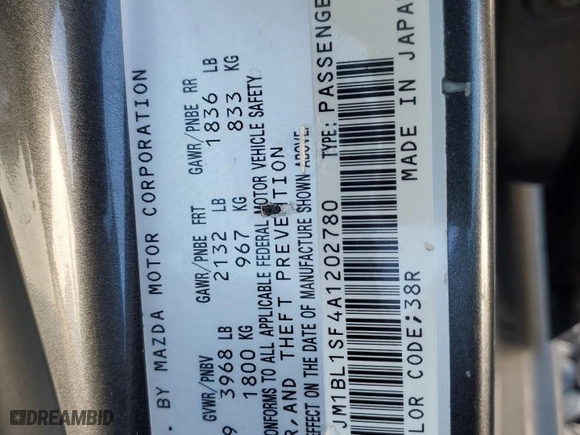 . BY MAZDA MOTOR CORPORATION
GVWR/PNBV GAWR/PNBE FRT GAWR/PNBE RR
9 3968 LB 2132 LB 1836 LB
1800 KG 967 KG 833 KG
CONFORMS TO ALL APPLICABLE FEDERAL MOTOR VEHICLE SAFETY
R, AND THEFT PREVENTION
EFFECT ON THE DATE OF MANUFACTURE SHOWN ABOVE.
JM1BL1SF4A1202780 TYPE: PASSENGE
LOR CODE;38R MADE IN JAPA
DREAMBID